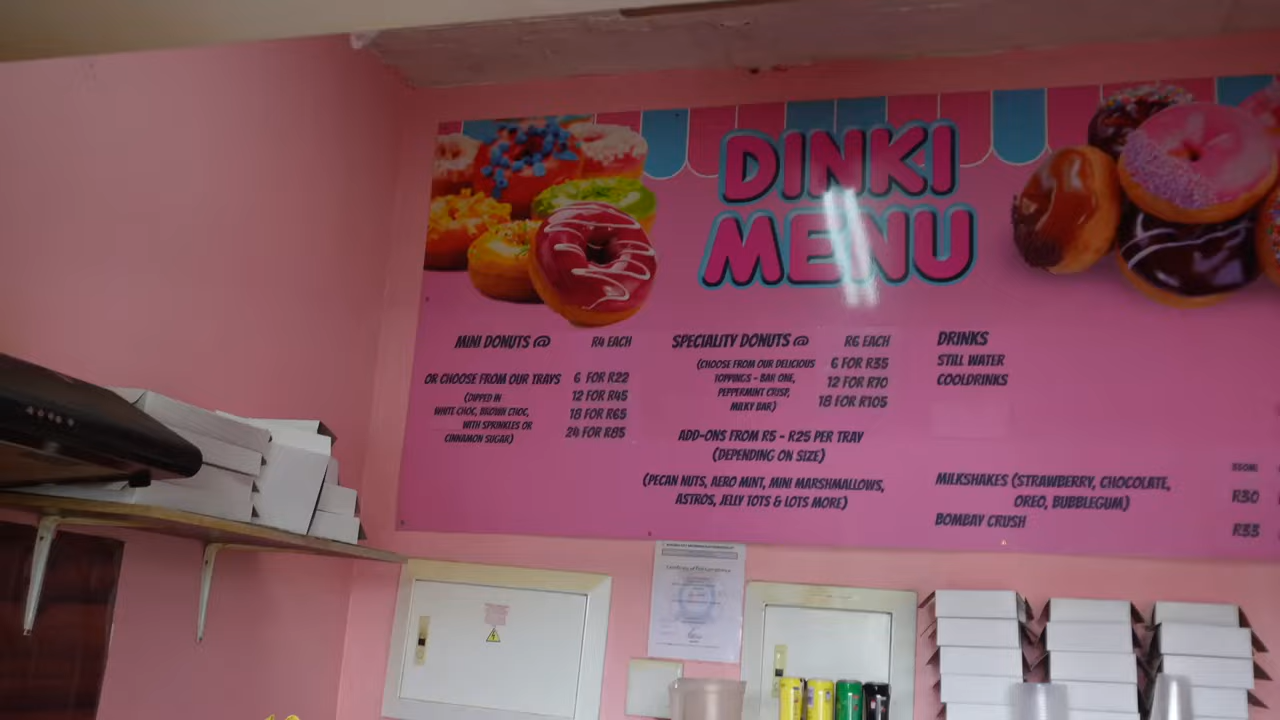 DINKI
MENU
MINI DONUTS @ R4 EACH
OR CHOOSE FROM OUR TRAYS 6 FOR R22
(DIPPED IN 12 FOR R45
WHITE CHOC, BROWN CHOC, 18 FOR R65
WITH SPRINKLES OR 24 FOR R85
CINNAMON SUGAR)
SPECIALITY DONUTS @ R6 EACH
(CHOOSE FROM OUR DELICIOUS 6 FOR R35
TOPPINGS - BAR ONE, 12 FOR R70
PEPPERMINT CRISP, 18 FOR R105
MILKY BAR)
ADD-ONS FROM R5 - R25 PER TRAY
(DEPENDING ON SIZE)
(PECAN NUTS, AERO MINT, MINI MARSHMALLOWS,
ASTROS, JELLY TOTS & LOTS MORE)
DRINKS
STILL WATER
COOLDRINKS
MILKSHAKES (STRAWBERRY, CHOCOLATE, R30
OREO, BUBBLEGUM)
BOMBAY CRUSH R33